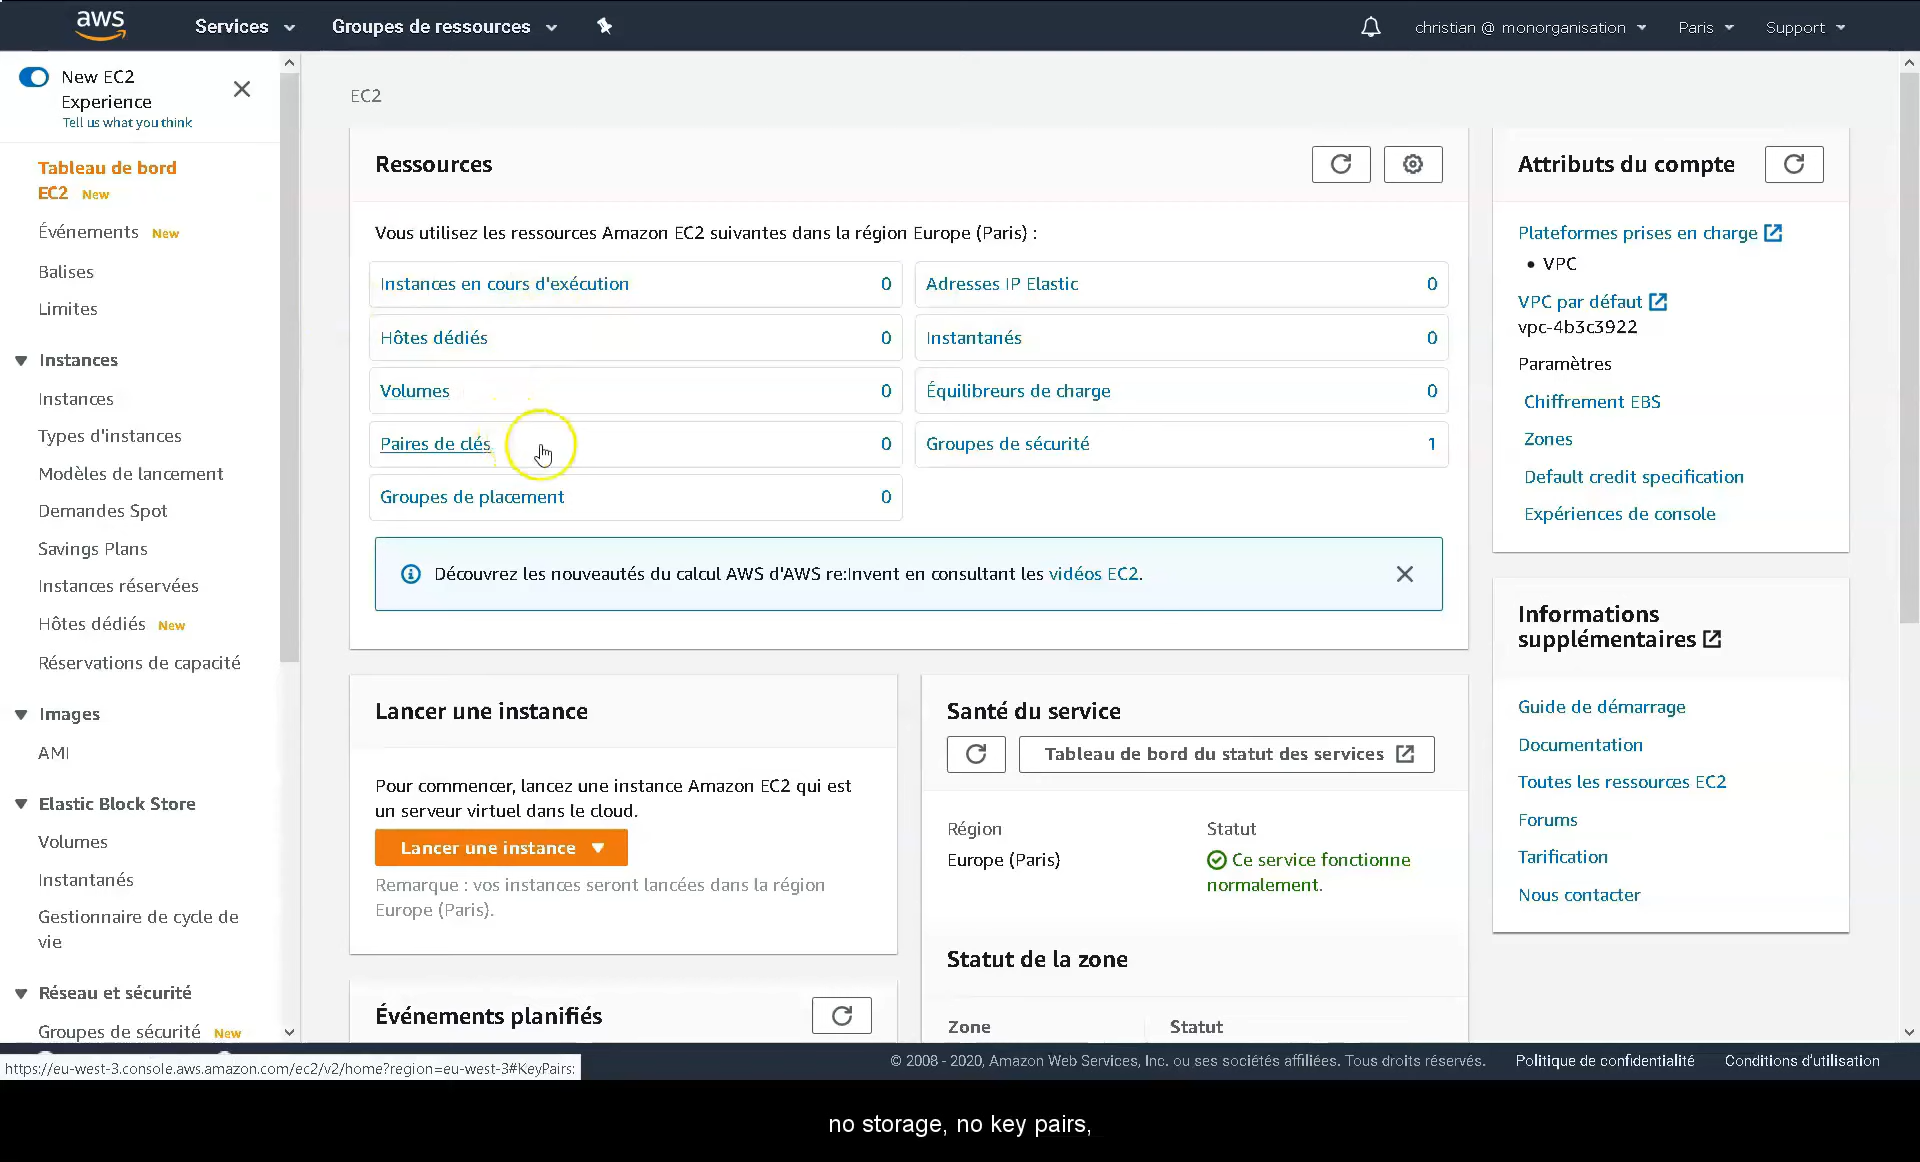 aws
Services
Groupes de ressources
christian @ monorganisation
Paris
Support
New EC2
Experience
Tell us what you think
Tableau de bord
EC2 New
Événements New
Balises
Limites
Instances
Instances
Types d'instances
Modèles de lancement
Demandes Spot
Savings Plans
Instances réservées
Hôtes dédiés New
Réservations de capacité
Images
AMI
Elastic Block Store
Volumes
Instantanés
Gestionnaire de cycle de
vie
Réseau et sécurité
Groupes de sécurité New
EC2
Ressources
Vous utilisez les ressources Amazon EC2 suivantes dans la région Europe (Paris) :
Instances en cours d'exécution 0
Adresses IP Elastic 0
Hôtes dédiés 0
Instantanés 0
Volumes 0
Équilibreurs de charge 0
Paires de clés 0
Groupes de sécurité 1
Groupes de placement 0
Découvrez les nouveautés du calcul AWS d'AWS re:Invent en consultant les vidéos EC2.
Lancer une instance
Pour commencer, lancez une instance Amazon EC2 qui est
un serveur virtuel dans le cloud.
Lancer une instance
Remarque : vos instances seront lancées dans la région
Europe (Paris).
Événements planifiés
Santé du service
Tableau de bord du statut des services
Région
Statut
Europe (Paris)
Ce service fonctionne
normalement.
Statut de la zone
Zone
Statut
Attributs du compte
Plateformes prises en charge
• VPC
VPC par défaut
vpc-4b3c3922
Paramètres
Chiffrement EBS
Zones
Default credit specification
Expériences de console
Informations
supplémentaires
Guide de démarrage
Documentation
Toutes les ressources EC2
Forums
Tarification
Nous contacter
https://eu-west-3.console.aws.amazon.com/ec2/v2/home?region=eu-west-3#KeyPairs:
© 2008 - 2020, Amazon Web Services, Inc. ou ses sociétés affiliées. Tous droits réservés.
Politique de confidentialité
Conditions d'utilisation
no storage, no key pairs,